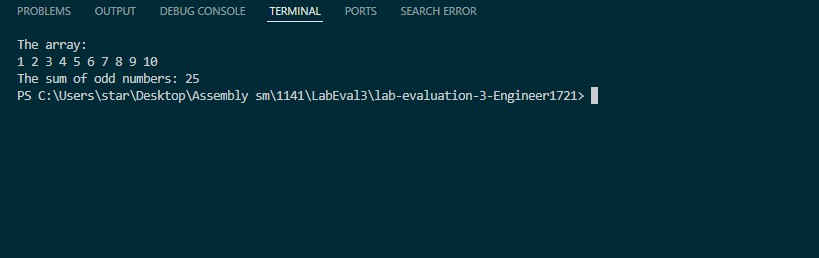 PROBLEMS OUTPUT DEBUG CONSOLE TERMINAL PORTS SEARCH ERROR
The array:
1 2 3 4 5 6 7 8 9 10
The sum of odd numbers: 25
PS C:\Users\star\Desktop\Assembly sm\1141\LabEval3\lab-evaluation-3-Engineer1721>